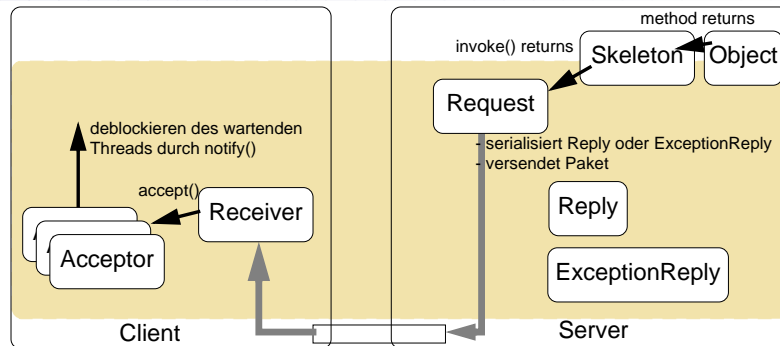 method returns
invoke() returns
Skeleton
Object
Request
deblockieren des wartenden
Threads durch notify()
- serialisiert Reply oder ExceptionReply
- versendet Paket
accept()
Receiver
Reply
A
A
Acceptor
ExceptionReply
Client
Server